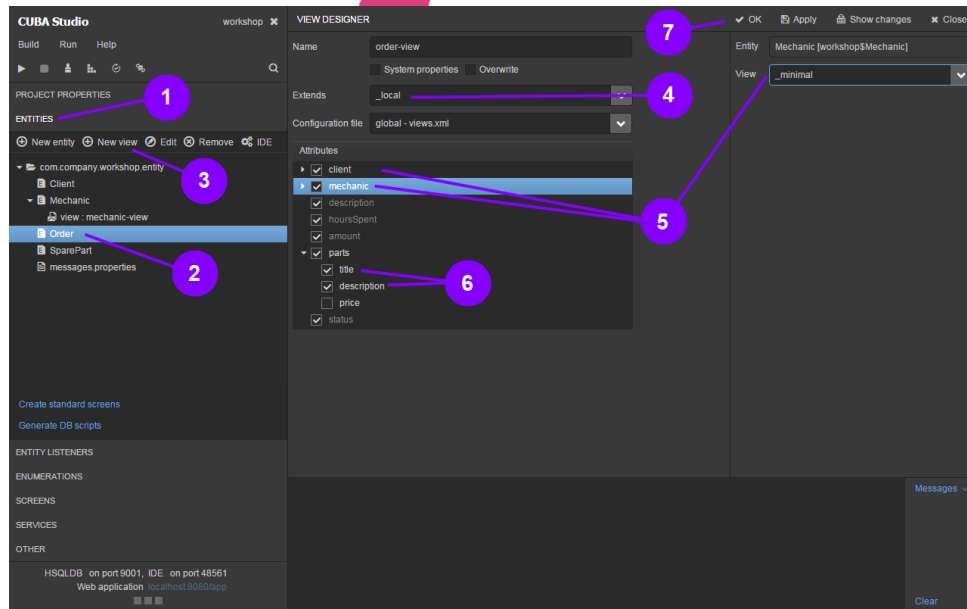 CUBA Studio
workshop
Build Run Help
PROJECT PROPERTIES
1
ENTITIES
New entity New view Edit Remove IDE
3
com.company.workshop.entity
Client
Mechanic
view : mechanic-view
Order
SparePart
messages.properties
2
Create standard screens
Generate DB scripts
ENTITY LISTENERS
ENUMERATIONS
SCREENS
SERVICES
OTHER
HSQLDB on port 9001, IDE on port 48561
Web application localhost:8080/app
VIEW DESIGNER
7
OK Apply Show changes Close
Name order-view
System properties Overwrite
Extends _local
4
Configuration file global - views.xml
Attributes
client
mechanic
description
hoursSpent
amount
parts
title
description
price
status
5
6
Entity Mechanic [workshop$Mechanic]
View _minimal
Messages
Clear